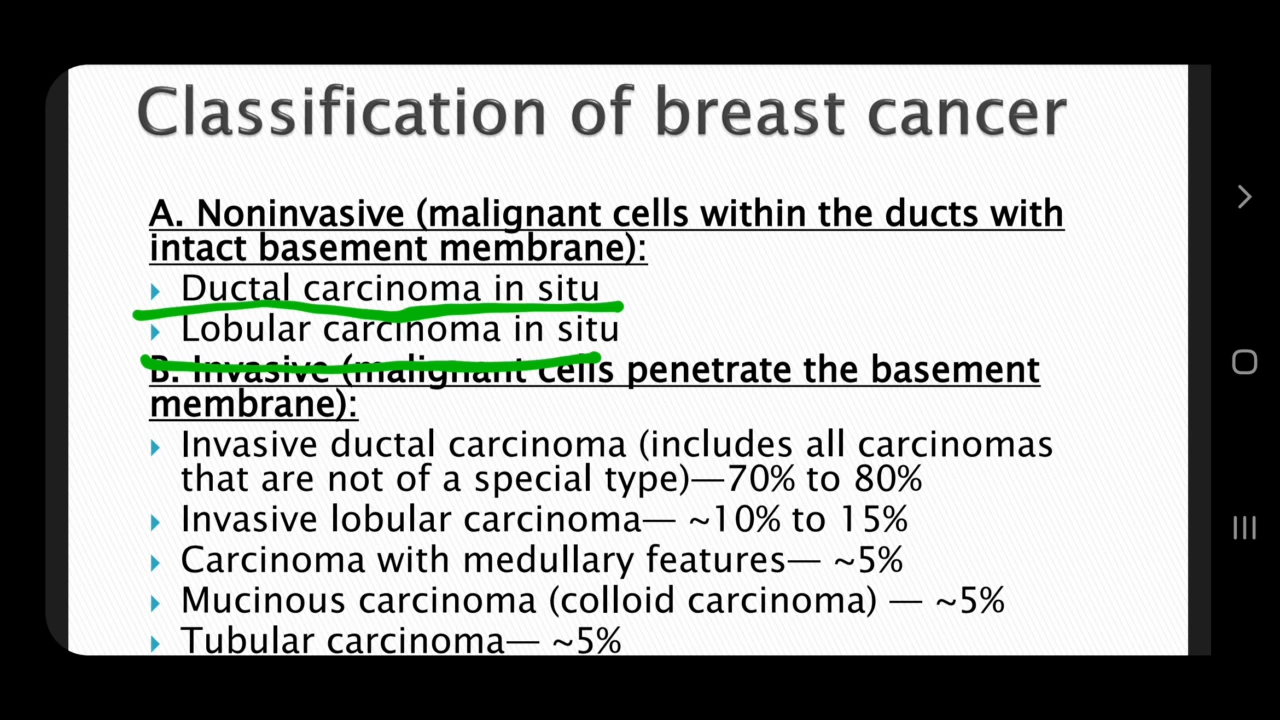 Classification of breast cancer
A. Noninvasive (malignant cells within the ducts with
intact basement membrane):
Ductal carcinoma in situ
Lobular carcinoma in situ
B. Invasive (malignant cells penetrate the basement
membrane):
Invasive ductal carcinoma (includes all carcinomas
that are not of a special type)—70% to 80%
Invasive lobular carcinoma— ~10% to 15%
Carcinoma with medullary features— ~5%
Mucinous carcinoma (colloid carcinoma) — ~5%
Tubular carcinoma— ~5%